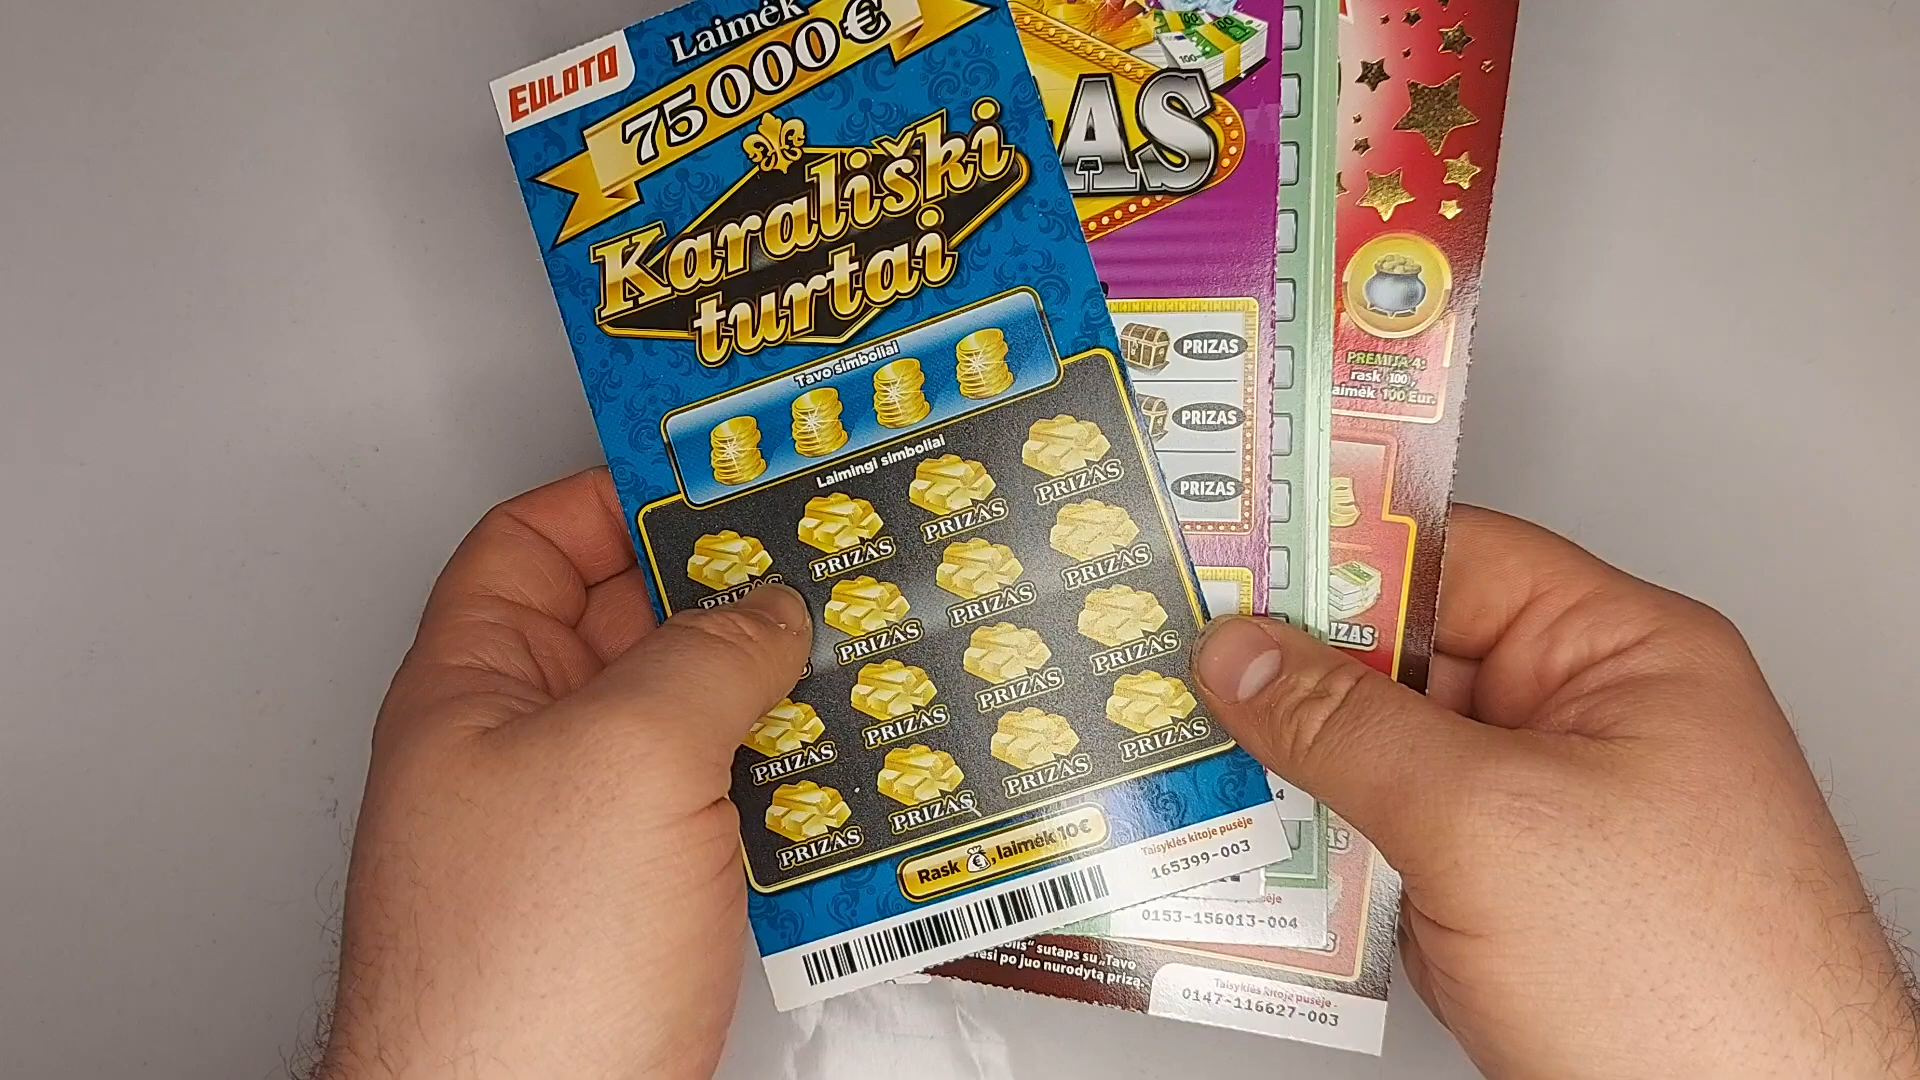 EULOTO
Laimėk
75 000 €
Karališki
turtai
Tavo simboliai
Laimingi simboliai
PRIZAS PRIZAS PRIZAS PRIZAS
PRIZAS PRIZAS PRIZAS
PRIZAS PRIZAS PRIZAS PRIZAS
PRIZAS PRIZAS PRIZAS PRIZAS
Rask €, laimėk 10€
Taisyklės kitoje pusėje
165399-003
AS
100
PRIZAS
PRIZAS
PRIZAS
4
0153-156013-004
PREMIJA 4:
rask 100,
laimėk 100 Eur.
IZAS
sutaps su „Tavo
po juo nurodytą prizą.
Taisyklės kitoje pusėje
0147-116627-003